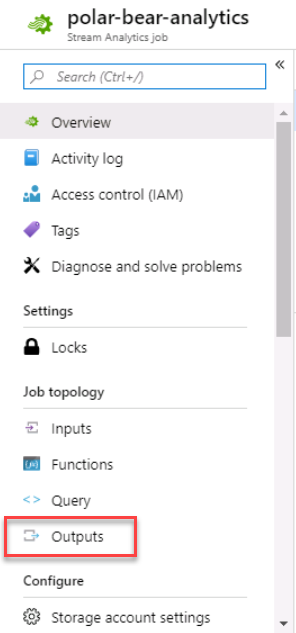 polar-bear-analytics
Stream Analytics job
Search (Ctrl+/)
«
Overview
Activity log
Access control (IAM)
Tags
Diagnose and solve problems
Settings
Locks
Job topology
Inputs
Functions
Query
Outputs
Configure
Storage account settings